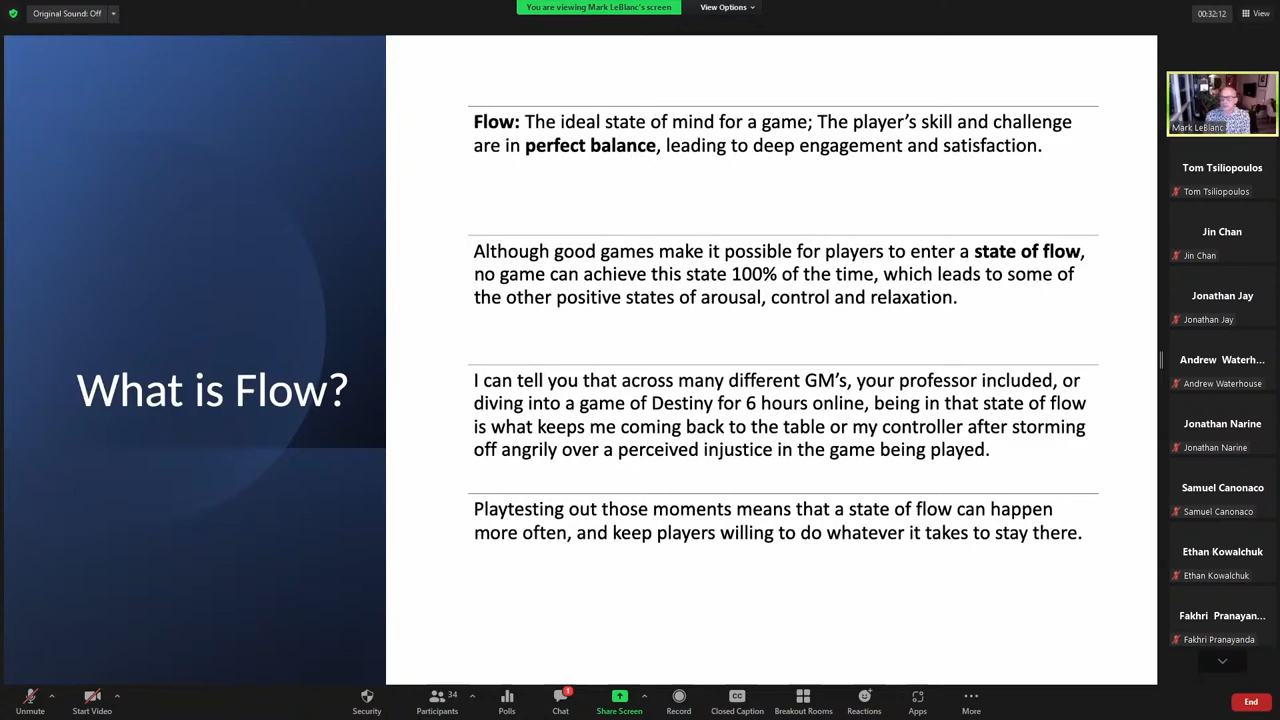 Original Sound: Off
You are viewing Mark LeBlanc's screen
View Options
00:32:12
View
Flow: The ideal state of mind for a game; The player's skill and challenge
are in perfect balance, leading to deep engagement and satisfaction.
Although good games make it possible for players to enter a state of flow,
no game can achieve this state 100% of the time, which leads to some of
the other positive states of arousal, control and relaxation.
What is Flow?
I can tell you that across many different GM's, your professor included, or
diving into a game of Destiny for 6 hours online, being in that state of flow
is what keeps me coming back to the table or my controller after storming
off angrily over a perceived injustice in the game being played.
Playtesting out those moments means that a state of flow can happen
more often, and keep players willing to do whatever it takes to stay there.
Mark LeBlanc
Tom Tsiliopoulos
Tom Tsiliopoulos
Jin Chan
Jin Chan
Jonathan Jay
Jonathan Jay
Andrew Waterh...
Andrew Waterhouse
Jonathan Narine
Jonathan Narine
Samuel Canonaco
Samuel Canonaco
Ethan Kowalchuk
Ethan Kowalchuk
Fakhri Pranayan...
Fakhri Pranayanda
Unmute
Start Video
Security
Participants
34
Polls
Chat
1
Share Screen
Record
CC
Closed Caption
Breakout Rooms
Reactions
Apps
More
End